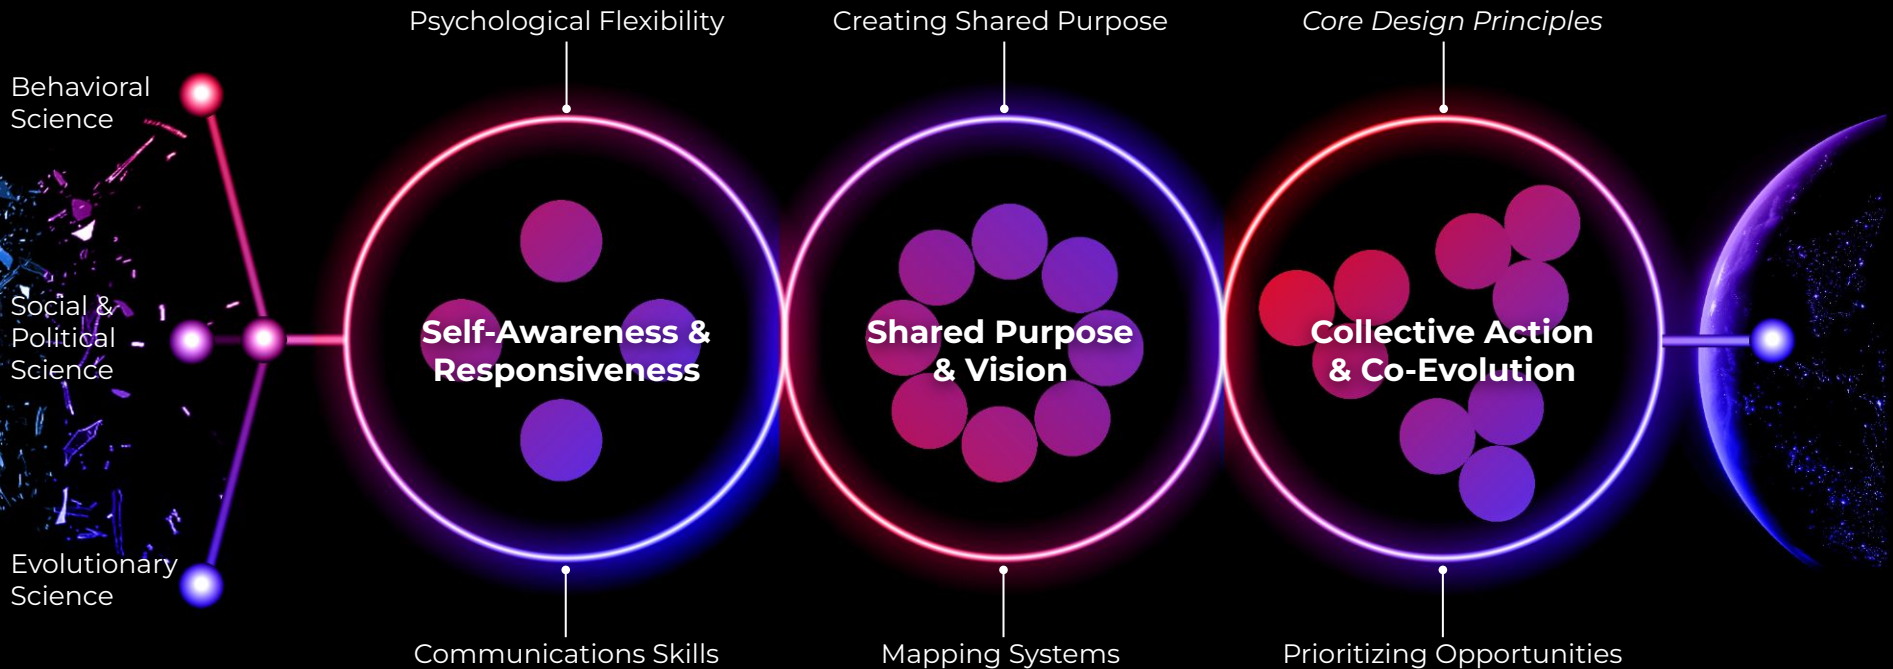 Psychological Flexibility
Creating Shared Purpose
Core Design Principles
Behavioral
Science
Social &
Political
Science
Evolutionary
Science
Self-Awareness &
Responsiveness
Shared Purpose
& Vision
Collective Action
& Co-Evolution
Communications Skills
Mapping Systems
Prioritizing Opportunities